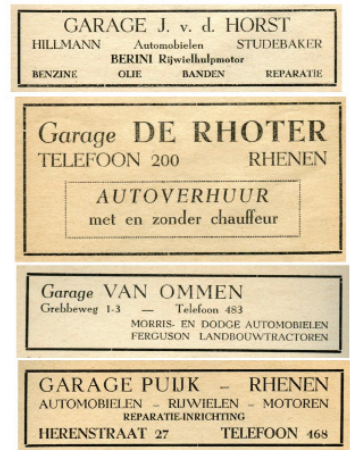 GARAGE J. v. d. HORST
HILLMANN Automobielen STUDEBAKER
BERINI Rijwielhulpmotor
BENZINE OLIE BANDEN REPARATIE
Garage DE RHOTER
TELEFOON 200 RHENEN
AUTOVERHUUR
met en zonder chauffeur
Garage VAN OMMEN
Grebbeweg 1-3 — Telefoon 483
MORRIS- EN DODGE AUTOMOBIELEN
FERGUSON LANDBOUWTRACTOREN
GARAGE PUIJK – RHENEN
AUTOMOBIELEN – RIJWIELEN – MOTOREN
REPARATIE-INRICHTING
HERENSTRAAT 27 TELEFOON 468